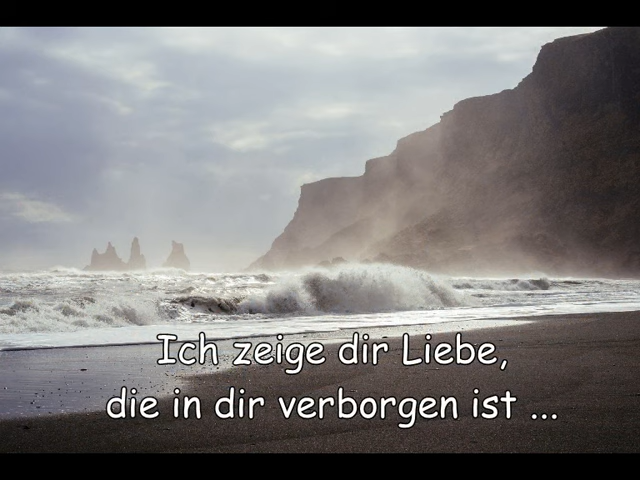 Ich zeige dir Liebe,
die in dir verborgen ist ...